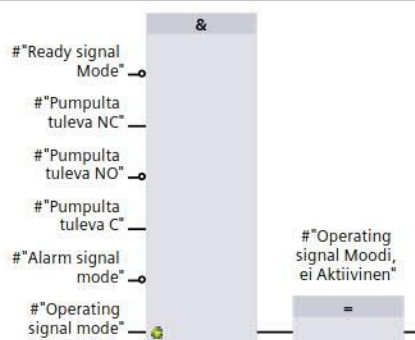 &
#"Ready signal
Mode"
#"Pumpulta
tuleva NC"
#"Pumpulta
tuleva NO"
#"Pumpulta
tuleva C"
#"Alarm signal
mode"
#"Operating
signal mode"
#"Operating
signal Moodi,
ei Aktiivinen"
=